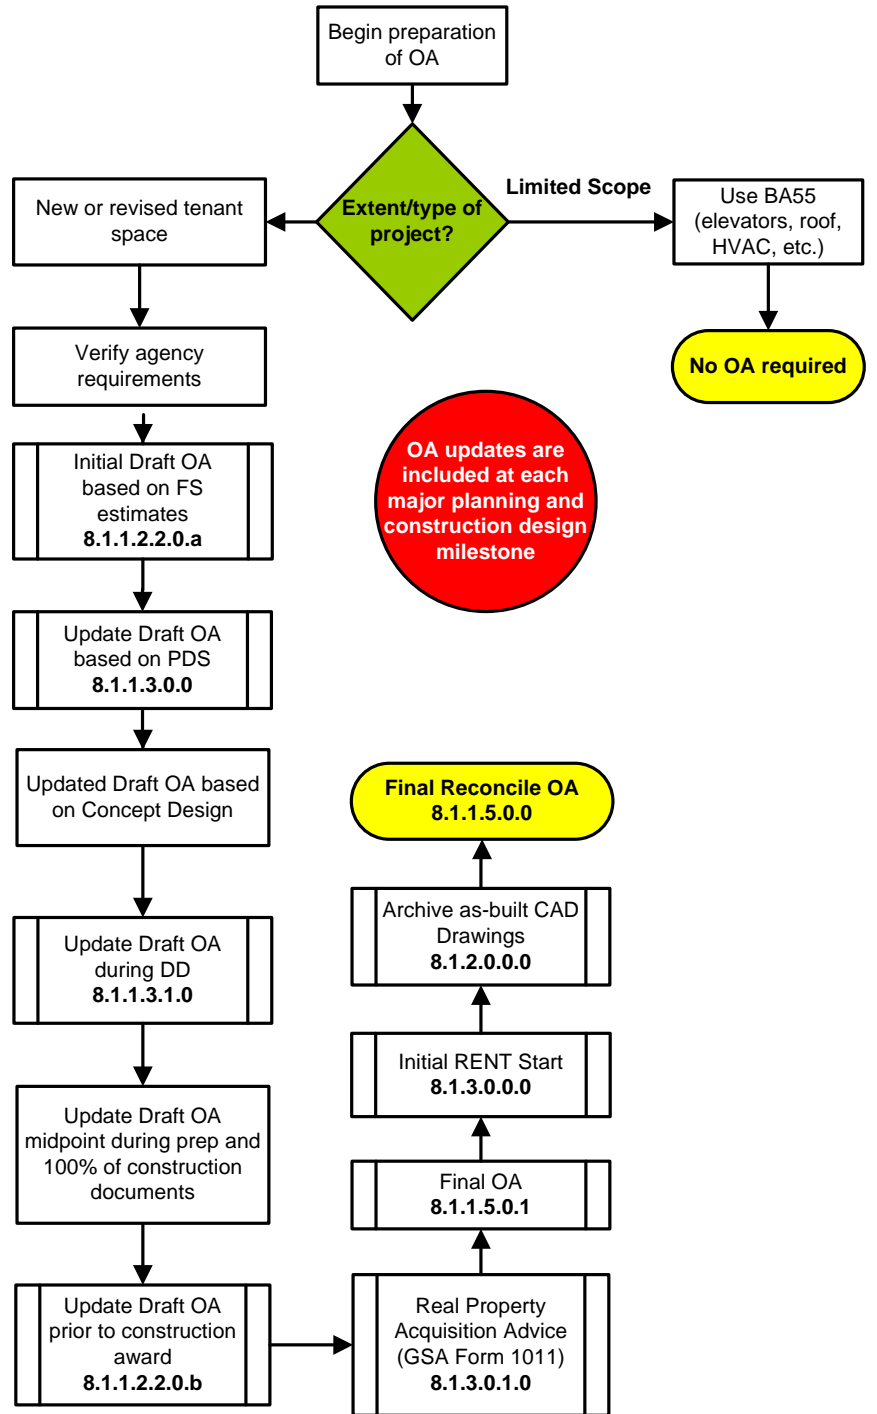 Begin preparation
of OA
Extent/type of
project?
Limited Scope
Use BA55
(elevators, roof,
HVAC, etc.)
No OA required
New or revised tenant
space
Verify agency
requirements
Initial Draft OA
based on FS
estimates
8.1.1.2.2.0.a
OA updates are
included at each
major planning and
construction design
milestone
Update Draft OA
based on PDS
8.1.1.3.0.0
Updated Draft OA based
on Concept Design
Update Draft OA
during DD
8.1.1.3.1.0
Update Draft OA
midpoint during prep and
100% of construction
documents
Update Draft OA
prior to construction
award
8.1.1.2.2.0.b
Real Property
Acquisition Advice
(GSA Form 1011)
8.1.3.0.1.0
Final OA
8.1.1.5.0.1
Initial RENT Start
8.1.3.0.0.0
Archive as-built CAD
Drawings
8.1.2.0.0.0
Final Reconcile OA
8.1.1.5.0.0